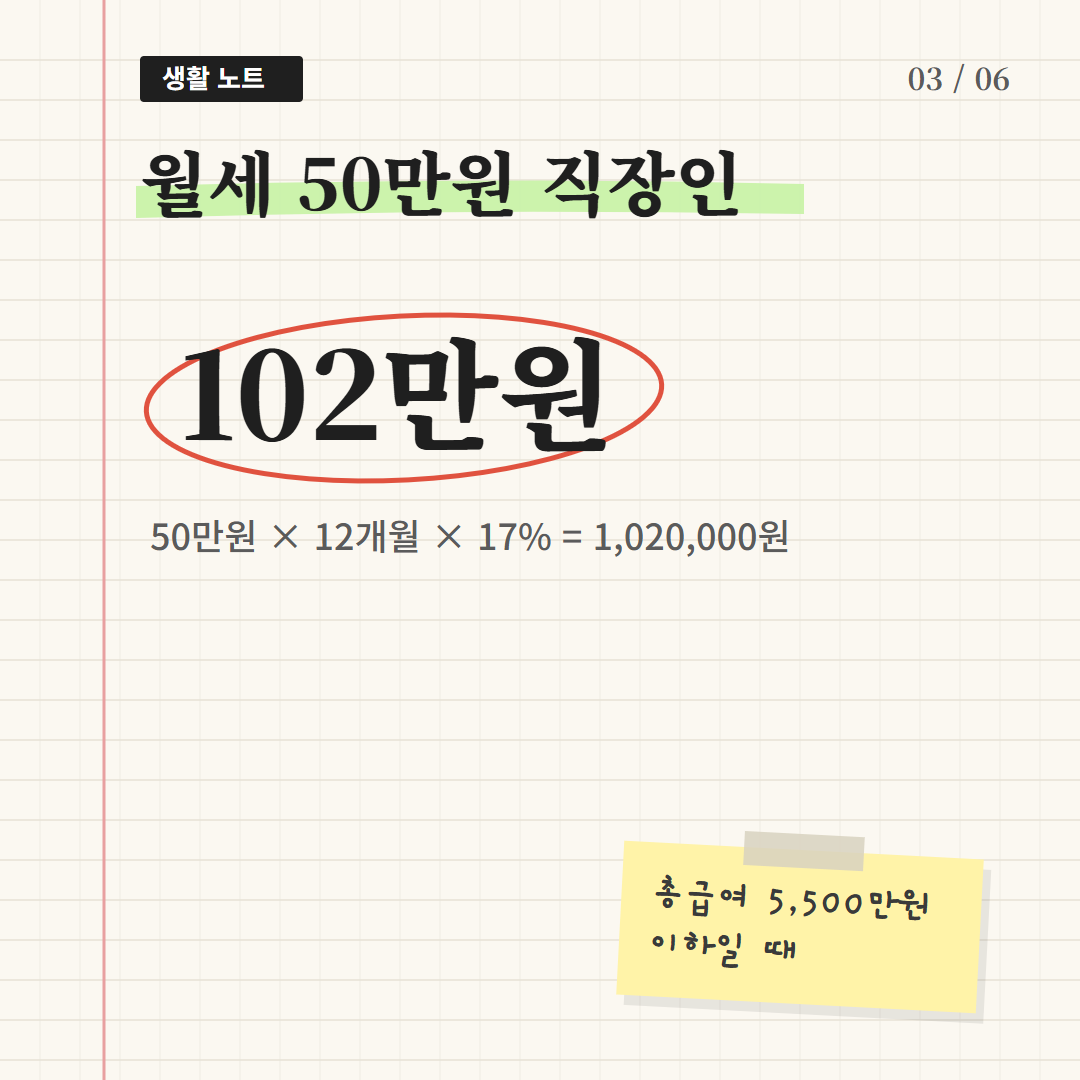 생활 노트
03 / 06
월세 50만원 직장인
102만원
50만원 × 12개월 × 17% = 1,020,000원
총급여 5,500만원
이하일 때